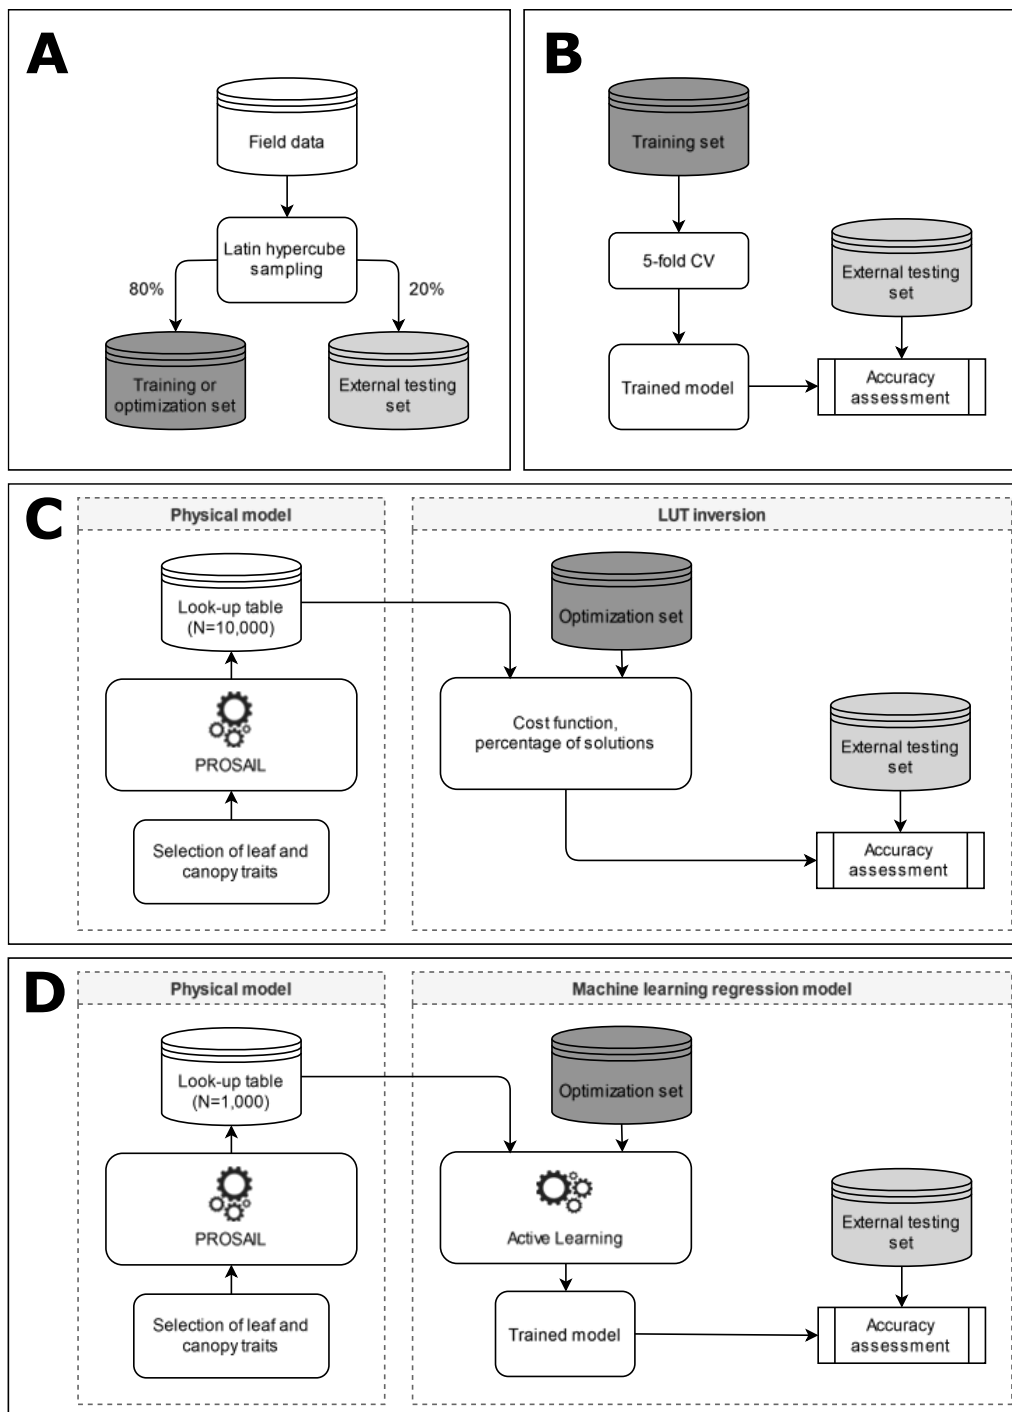 A
Field data
Latin hypercube
sampling
80%
20%
Training or
optimization set
External testing
set
B
Training set
5-fold CV
Trained model
External testing
set
Accuracy
assessment
C
Physical model
Look-up table
(N=10,000)
PROSAIL
Selection of leaf and
canopy traits
LUT inversion
Optimization set
Cost function,
percentage of solutions
External testing
set
Accuracy
assessment
D
Physical model
Look-up table
(N=1,000)
PROSAIL
Selection of leaf and
canopy traits
Machine learning regression model
Optimization set
Active Learning
Trained model
External testing
set
Accuracy
assessment